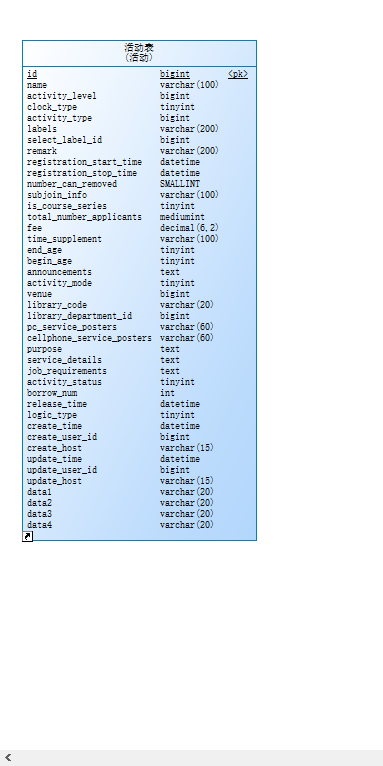 活动表
(活动)
id bigint <pk>
name varchar(100)
activity_level bigint
clock_type tinyint
activity_type bigint
labels varchar(200)
select_label_id bigint
remark varchar(200)
registration_start_time datetime
registration_stop_time datetime
number_can_removed SMALLINT
subjoin_info varchar(100)
is_course_series tinyint
total_number_applicants mediumint
fee decimal(6,2)
time_supplement varchar(100)
end_age tinyint
begin_age tinyint
announcements text
activity_mode tinyint
venue bigint
library_code varchar(20)
library_department_id bigint
pc_service_posters varchar(60)
cellphone_service_posters varchar(60)
purpose text
service_details text
job_requirements text
activity_status tinyint
borrow_num int
release_time datetime
logic_type tinyint
create_time datetime
create_user_id bigint
create_host varchar(15)
update_time datetime
update_user_id bigint
update_host varchar(15)
data1 varchar(20)
data2 varchar(20)
data3 varchar(20)
data4 varchar(20)